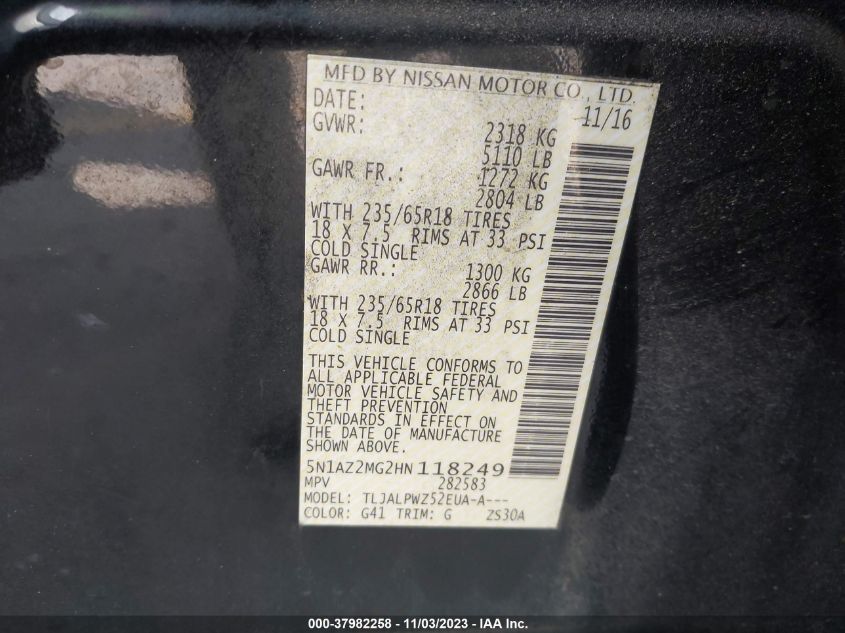 MFD BY NISSAN MOTOR CO., LTD.
DATE: 11/16
GVWR: 2318 KG
5110 LB
GAWR FR.: 1272 KG
2804 LB
WITH 235/65R18 TIRES
18 X 7.5 RIMS AT 33 PSI
COLD SINGLE
GAWR RR.: 1300 KG
2866 LB
WITH 235/65R18 TIRES
18 X 7.5 RIMS AT 33 PSI
COLD SINGLE
THIS VEHICLE CONFORMS TO
ALL APPLICABLE FEDERAL
MOTOR VEHICLE SAFETY AND
THEFT PREVENTION
STANDARDS IN EFFECT ON
THE DATE OF MANUFACTURE
SHOWN ABOVE.
5N1AZ2MG2HN118249
MPV 282583
MODEL: TLJALPWZ52EUA-A---
COLOR: G41 TRIM: G ZS30A
000-37982258 - 11/03/2023 - IAA Inc.